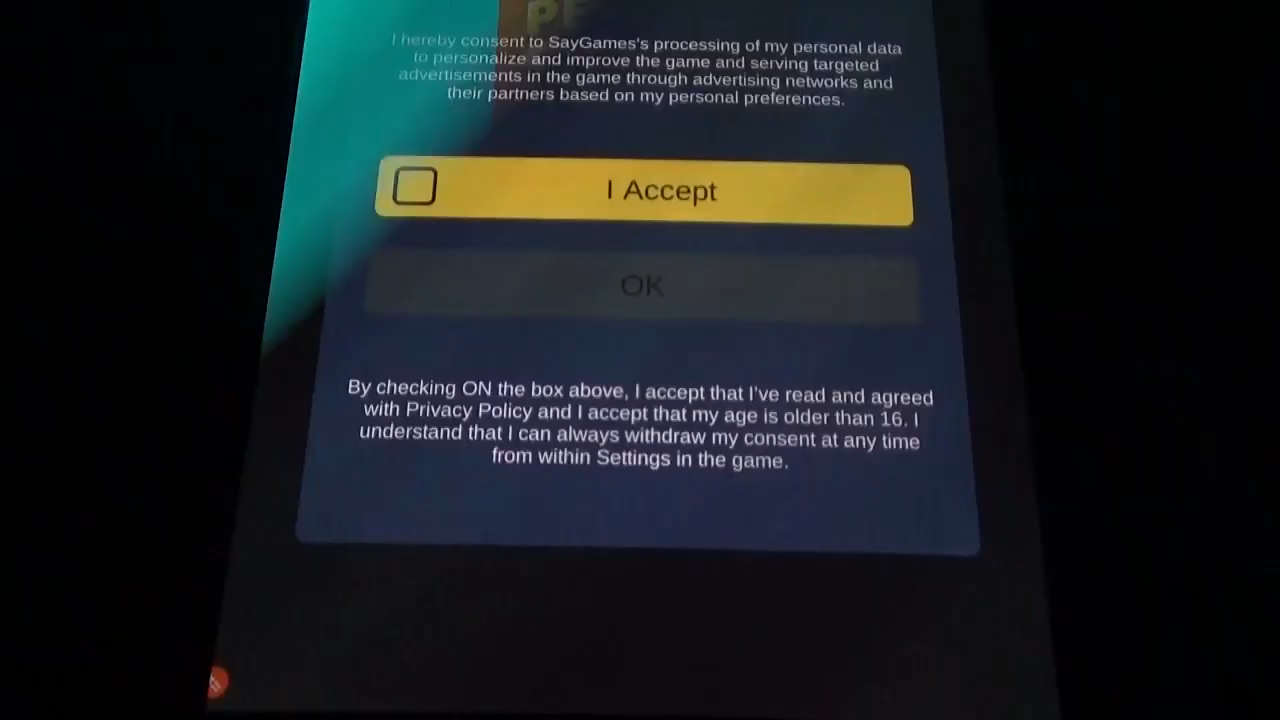 I hereby consent to SayGames's processing of my personal data
to personalize and improve the game and serving targeted
advertisements in the game through advertising networks and
their partners based on my personal preferences.
I Accept
OK
By checking ON the box above, I accept that I've read and agreed
with Privacy Policy and I accept that my age is older than 16. I
understand that I can always withdraw my consent at any time
from within Settings in the game.